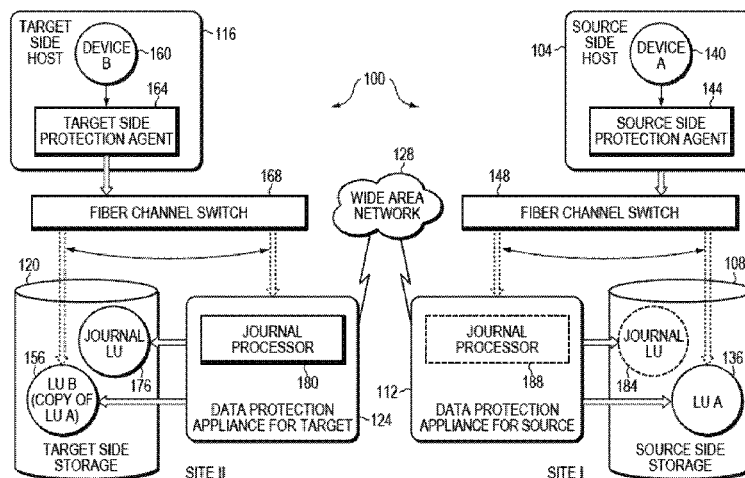 TARGET
SIDE
HOST
DEVICE
B
160
116
164
TARGET SIDE
PROTECTION AGENT
100
SOURCE
SIDE
HOST
DEVICE
A
140
104
144
SOURCE SIDE
PROTECTION AGENT
168
FIBER CHANNEL SWITCH
128
WIDE AREA
NETWORK
148
FIBER CHANNEL SWITCH
120
JOURNAL
LU
156
176
LU B
(COPY OF
LU A)
TARGET SIDE
STORAGE
JOURNAL
PROCESSOR
180
DATA PROTECTION
APPLIANCE FOR TARGET
124
SITE II
JOURNAL
PROCESSOR
188
112
DATA PROTECTION
APPLIANCE FOR SOURCE
SITE I
108
JOURNAL
LU
184
136
LU A
SOURCE SIDE
STORAGE